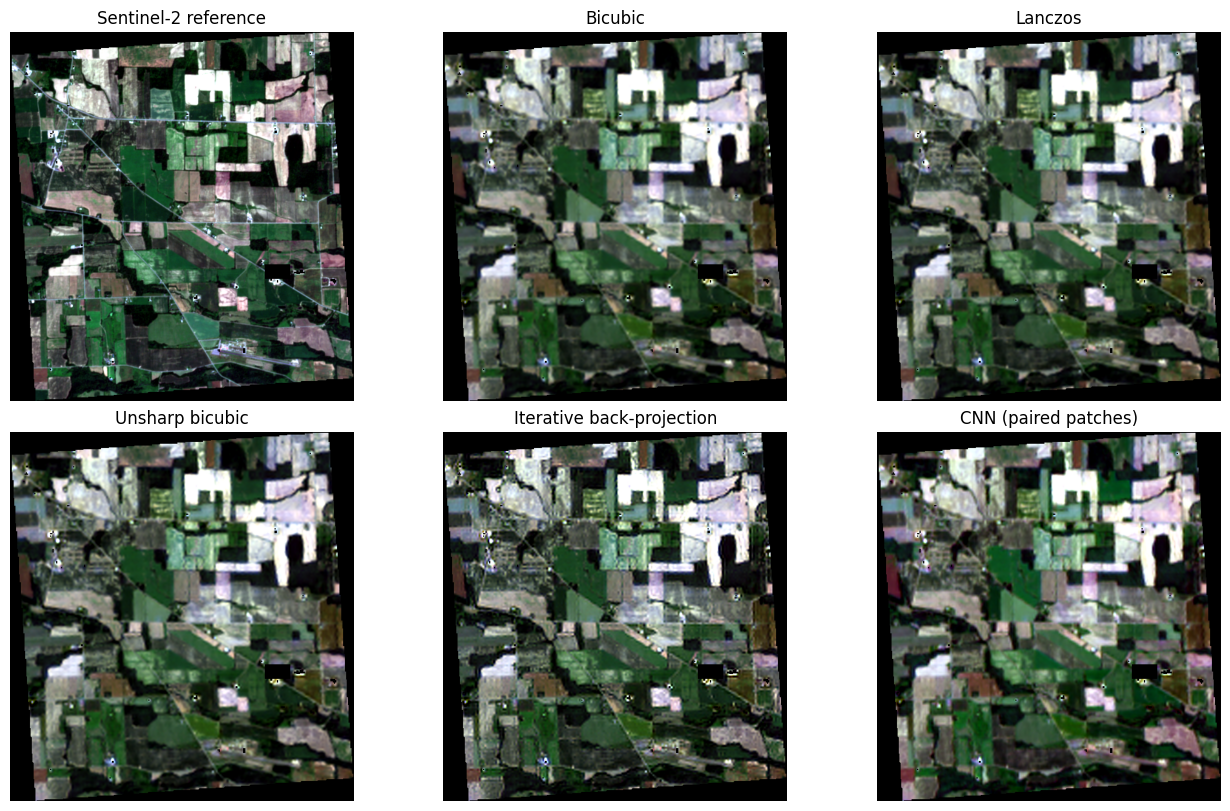 Sentinel-2 reference
Bicubic
Lanczos
Unsharp bicubic
Iterative back-projection
CNN (paired patches)